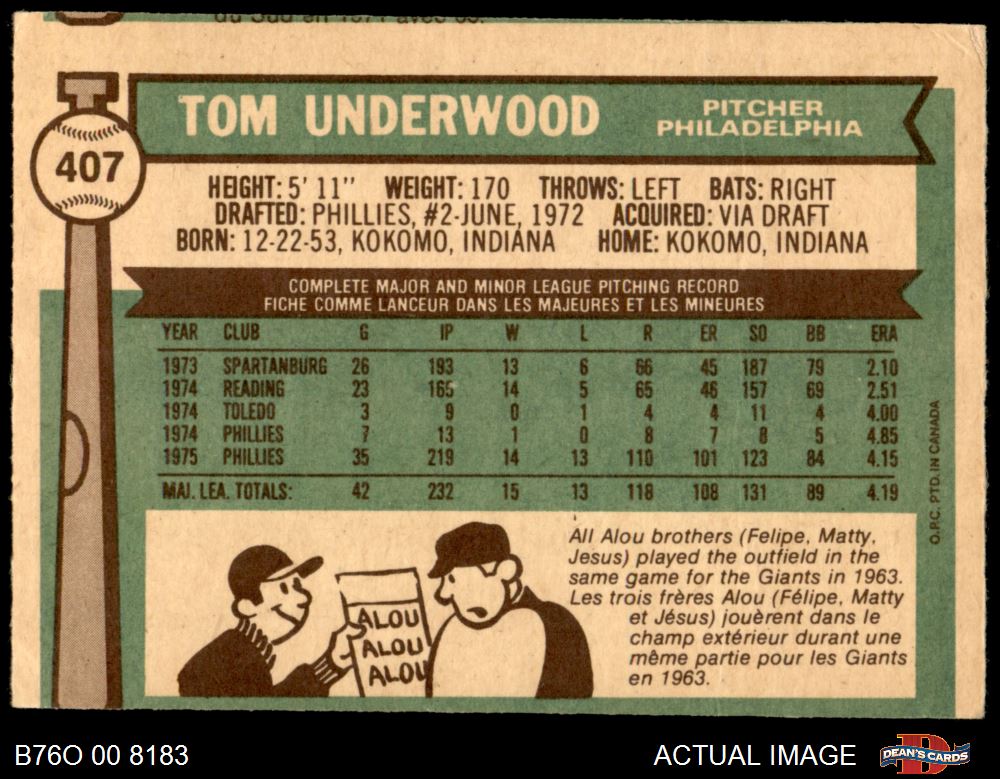 du Sud en 1971 avec
407
TOM UNDERWOOD
PITCHER
PHILADELPHIA
HEIGHT: 5' 11" WEIGHT: 170 THROWS: LEFT BATS: RIGHT
DRAFTED: PHILLIES, #2-JUNE, 1972 ACQUIRED: VIA DRAFT
BORN: 12-22-53, KOKOMO, INDIANA HOME: KOKOMO, INDIANA
COMPLETE MAJOR AND MINOR LEAGUE PITCHING RECORD
FICHE COMME LANCEUR DANS LES MAJEURES ET LES MINEURES
YEAR CLUB G IP W L R ER SO BB ERA
1973 SPARTANBURG 26 193 13 6 66 45 187 79 2.10
1974 READING 23 165 14 5 65 46 157 69 2.51
1974 TOLEDO 3 9 0 1 4 4 11 4 4.00
1974 PHILLIES 7 13 1 0 8 7 8 5 4.85
1975 PHILLIES 35 219 14 13 110 101 123 84 4.15
MAJ. LEA. TOTALS: 42 232 15 13 118 108 131 89 4.19
O.P.C. PTD. IN CANADA
ALOU
ALOU
ALOU
All Alou brothers (Felipe, Matty,
Jesus) played the outfield in the
same game for the Giants in 1963.
Les trois frères Alou (Félipe, Matty
et Jésus) jouèrent dans le
champ extérieur durant une
même partie pour les Giants
en 1963.
B76O 00 8183
ACTUAL IMAGE
DEAN'S CARDS